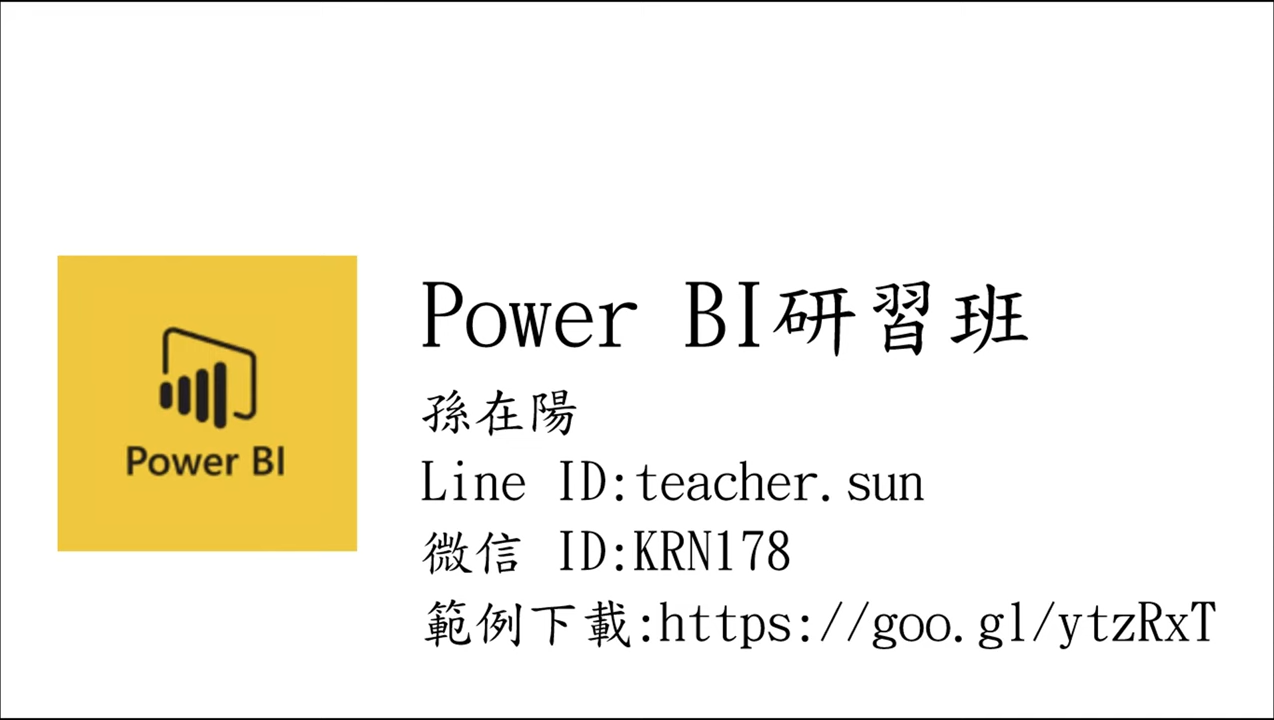 Power BI
Power BI研習班
孫在陽
Line ID:teacher.sun
微信 ID:KRN178
範例下載:https://goo.gl/ytzRxT